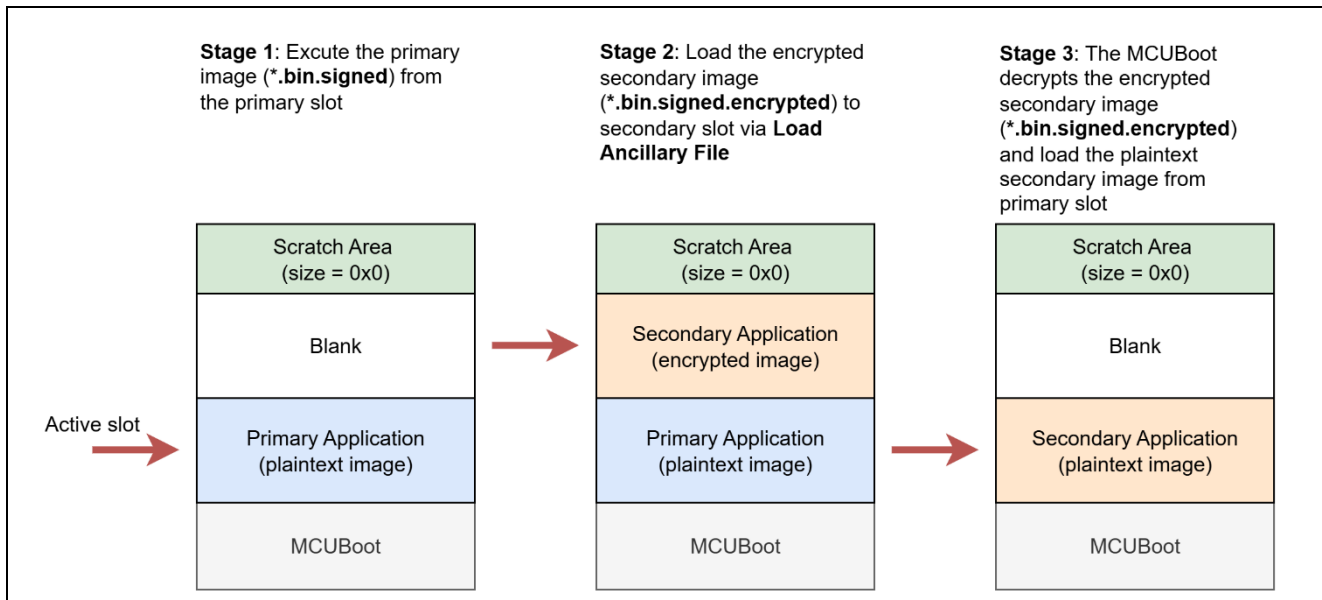 Stage 1: Excute the primary
image (*.bin.signed) from
the primary slot
Stage 2: Load the encrypted
secondary image
(*.bin.signed.encrypted) to
secondary slot via Load
Ancillary File
Stage 3: The MCUBoot
decrypts the encrypted
secondary image
(*.bin.signed.encrypted)
and load the plaintext
secondary image from
primary slot
Scratch Area
(size = 0x0)
Blank
Active slot
Primary Application
(plaintext image)
MCUBoot
Scratch Area
(size = 0x0)
Secondary Application
(encrypted image)
Primary Application
(plaintext image)
MCUBoot
Scratch Area
(size = 0x0)
Blank
Secondary Application
(plaintext image)
MCUBoot